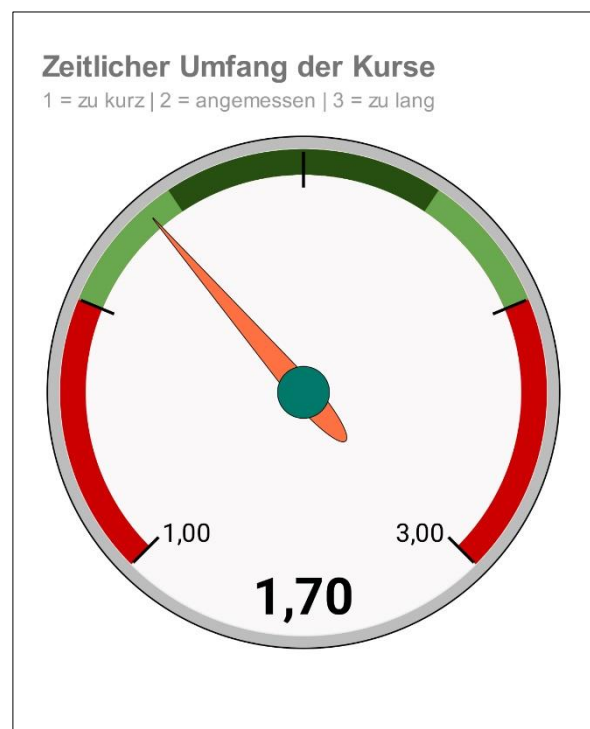 Zeitlicher Umfang der Kurse
1 = zu kurz | 2 = angemessen | 3 = zu lang
1,00
3,00
1,70